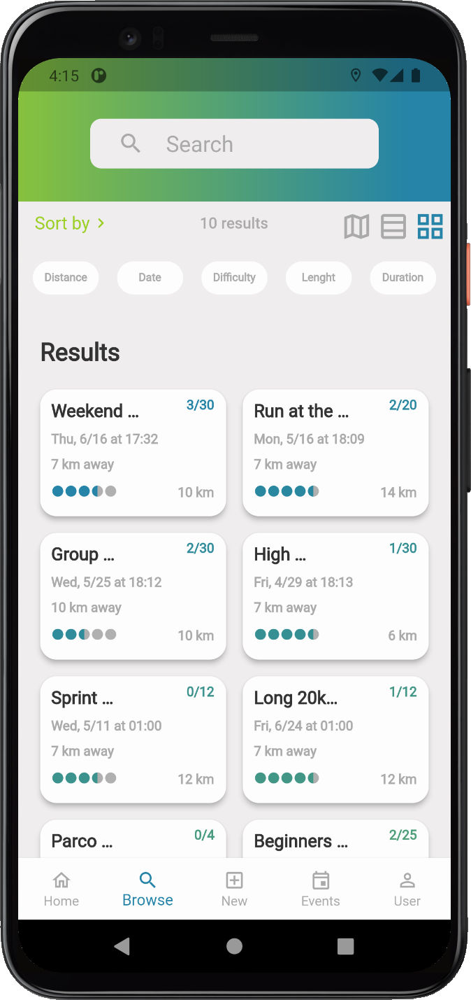 4:15
Search
Sort by >
10 results
Distance
Date
Difficulty
Lenght
Duration
Results
Weekend ...
3/30
Thu, 6/16 at 17:32
7 km away
10 km
Run at the ...
2/20
Mon, 5/16 at 18:09
7 km away
14 km
Group ...
2/30
Wed, 5/25 at 18:12
10 km away
10 km
High ...
1/30
Fri, 4/29 at 18:13
7 km away
6 km
Sprint ...
0/12
Wed, 5/11 at 01:00
7 km away
12 km
Long 20k...
1/12
Fri, 6/24 at 01:00
7 km away
12 km
Parco ...
0/4
Beginners ...
2/25
Home
Browse
New
Events
User